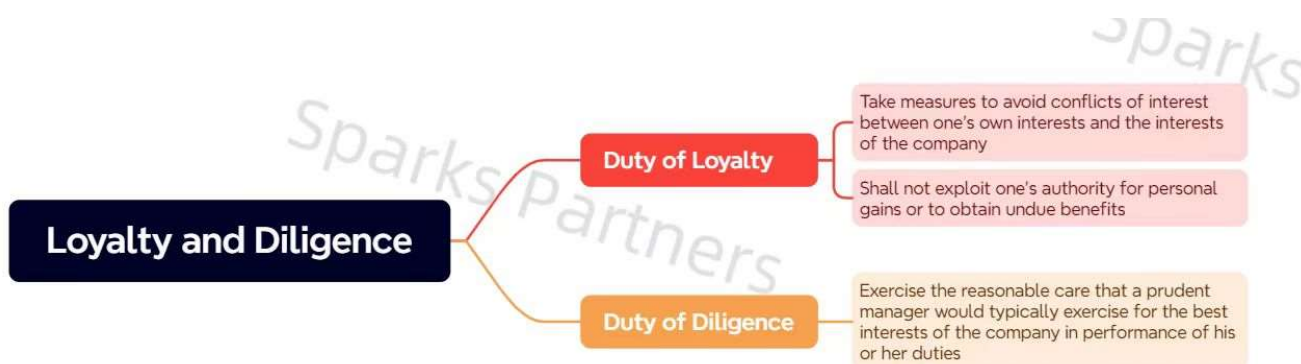 Sparks
Sparks Partners
Loyalty and Diligence
Duty of Loyalty
Take measures to avoid conflicts of interest
between one's own interests and the interests
of the company
Shall not exploit one's authority for personal
gains or to obtain undue benefits
Duty of Diligence
Exercise the reasonable care that a prudent
manager would typically exercise for the best
interests of the company in performance of his
or her duties